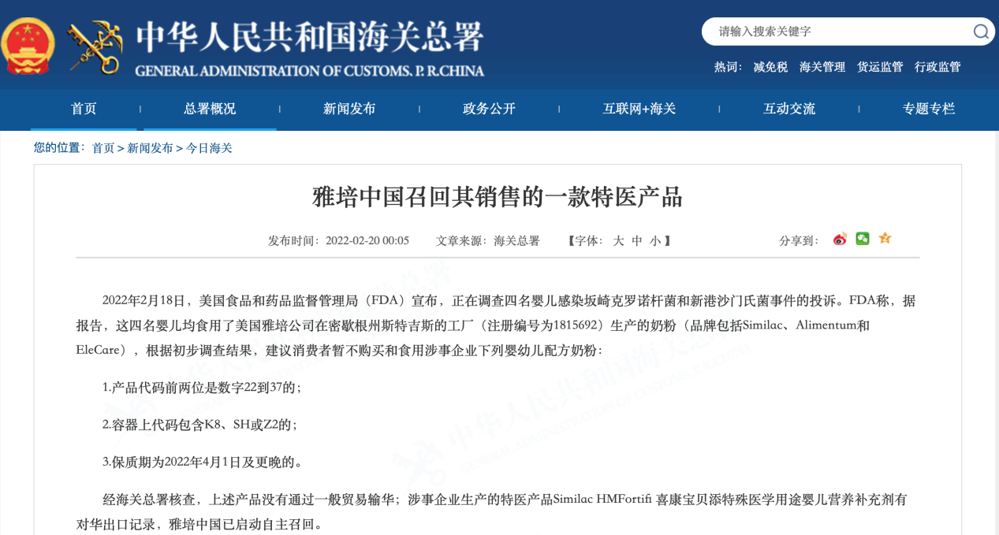 中华人民共和国海关总署
GENERAL ADMINISTRATION OF CUSTOMS, P. R.CHINA
请输入搜索关键字
热词： 减免税 海关管理 货运监管 行政监管
首页 | 总署概况 | 新闻发布 | 政务公开 | 互联网+海关 | 互动交流 | 专题专栏
您的位置： 首页 > 新闻发布 > 今日海关
雅培中国召回其销售的一款特医产品
发布时间：2022-02-20 00:05 文章来源：海关总署 【字体： 大 中 小 】 分享到：
2022年2月18日，美国食品和药品监督管理局（FDA）宣布，正在调查四名婴儿感染坂崎克罗诺杆菌和新港沙门氏菌事件的投诉。FDA称，据
报告，这四名婴儿均食用了美国雅培公司在密歇根州斯特吉斯的工厂（注册编号为1815692）生产的奶粉（品牌包括Similac、Alimentum和
EleCare），根据初步调查结果，建议消费者暂不购买和食用涉事企业下列婴幼儿配方奶粉：
1.产品代码前两位是数字22到37的；
2.容器上代码包含K8、SH或Z2的；
3.保质期为2022年4月1日及更晚的。
经海关总署核查，上述产品没有通过一般贸易输华；涉事企业生产的特医产品Similac HMFortifi 喜康宝贝添特殊医学用途婴儿营养补充剂有
对华出口记录，雅培中国已启动自主召回。
中华人民共和国海关总署
GENERAL ADMINISTRATION OF CUSTOMS, P. R.CHINA